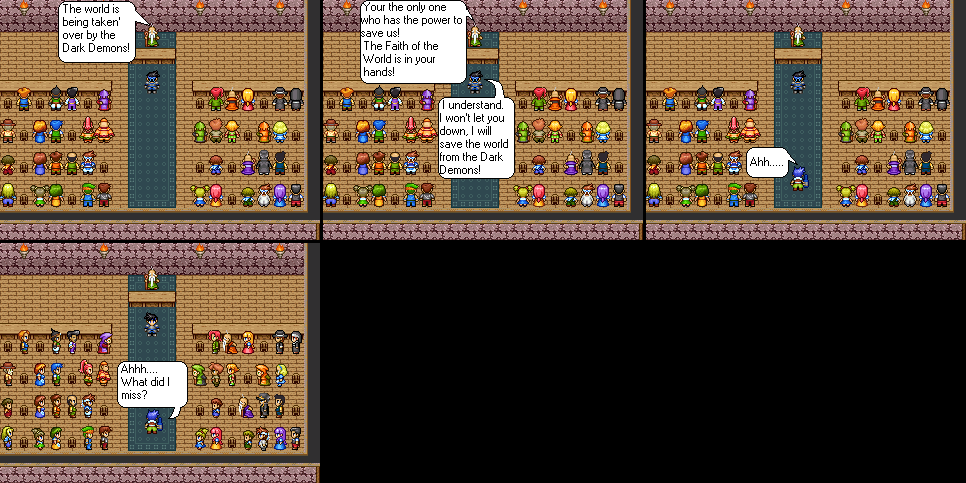 The world is
being taken'
over by the
Dark Demons!
Your the only one
who has the power to
save us!
The Faith of the
World is in your
hands!
I understand.
I won't let you
down, I will
save the world
from the Dark
Demons!
Ahh.....
Ahhh....
What did I
miss?